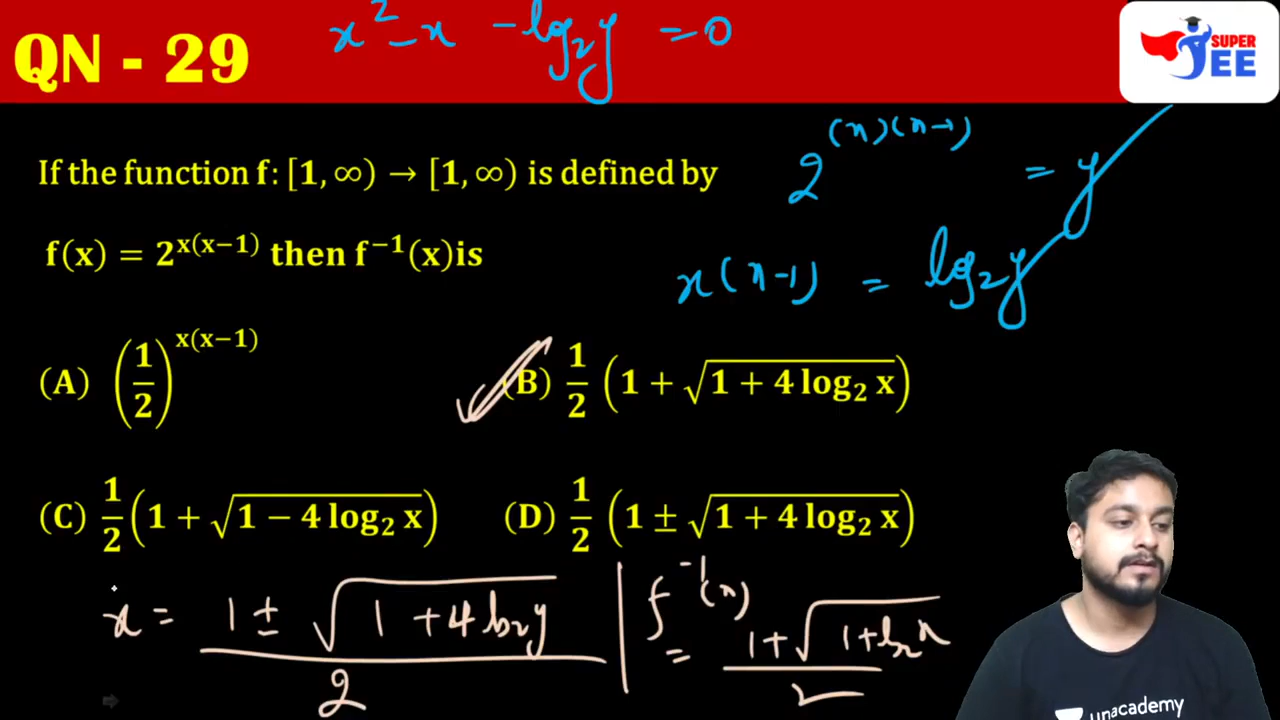 x² - x - log₂y = 0
QN - 29
SUPER
JEE
2^(x)(x-1) = y
If the function f: [1, ∞) → [1, ∞) is defined by
f(x) = 2^x(x−1) then f⁻¹(x)is
x(x-1) = log₂y
(A) (1/2)^x(x−1)
(B) 1/2 (1 + √(1 + 4 log₂ x))
(C) 1/2 (1 + √(1 − 4 log₂ x))
(D) 1/2 (1 ± √(1 + 4 log₂ x))
x = (1 ± √(1 + 4 log₂y))/2
f⁻¹(x)
= (1 + √(1 + log₂x))/2
unacademy